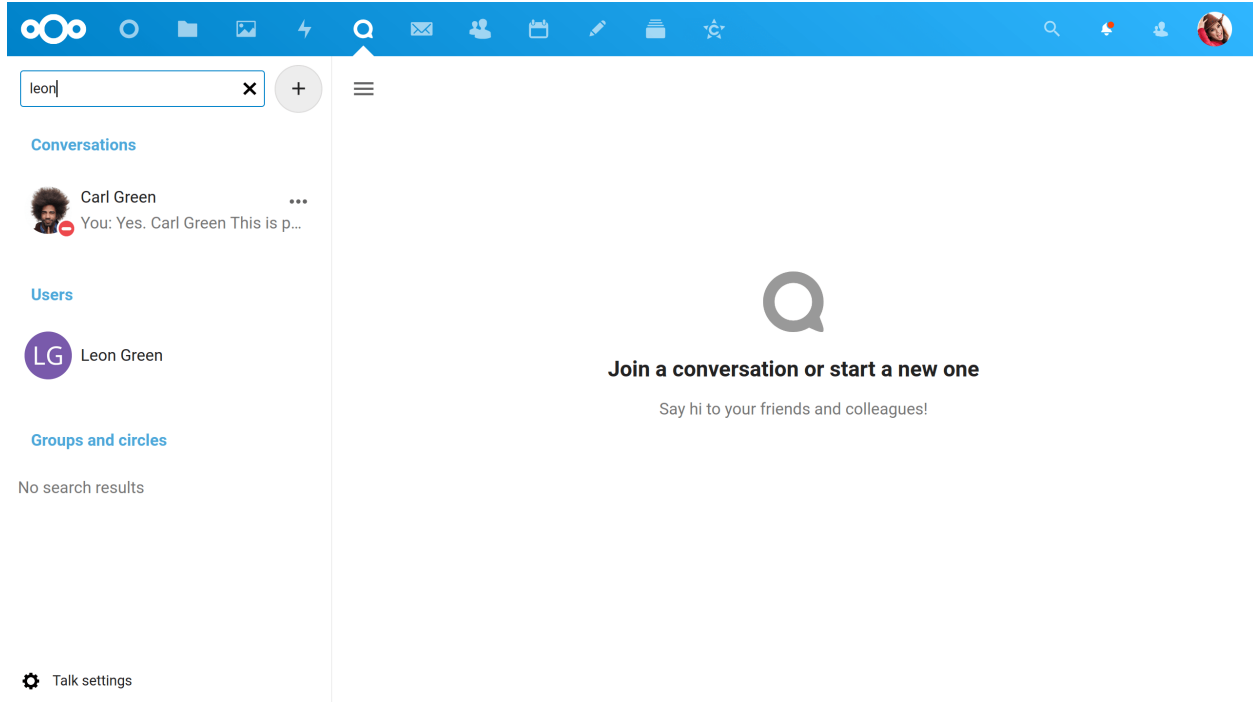 leon
Conversations
Carl Green
You: Yes. Carl Green This is p...
Users
LG
Leon Green
Groups and circles
No search results
Talk settings
Join a conversation or start a new one
Say hi to your friends and colleagues!